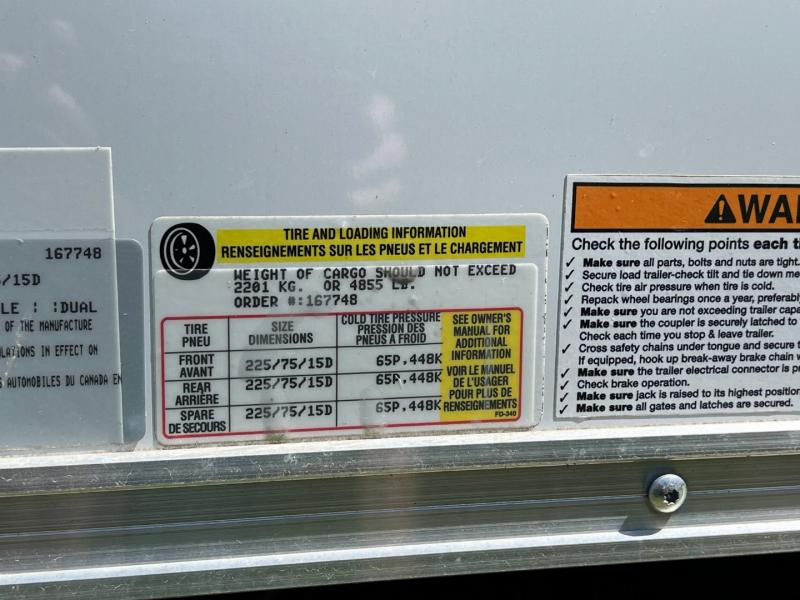 167748
/15D
LE : :DUAL
OF THE MANUFACTURE
LATIONS IN EFFECT ON
S AUTOMOBILES DU CANADA EN
TIRE AND LOADING INFORMATION
RENSEIGNEMENTS SUR LES PNEUS ET LE CHARGEMENT
WEIGHT OF CARGO SHOULD NOT EXCEED
2201 KG. OR 4855 LB.
ORDER #:167748
TIRE PNEU SIZE DIMENSIONS COLD TIRE PRESSURE PRESSION DES PNEUS À FROID
FRONT AVANT 225/75/15D 65P.448K
REAR ARRIÈRE 225/75/15D 65P.448K
SPARE DE SECOURS 225/75/15D 65P.448K
SEE OWNER'S
MANUAL FOR
ADDITIONAL
INFORMATION
VOIR LE MANUEL
DE L'USAGER
POUR PLUS DE
RENSEIGNEMENTS
FD-340
WAR
Check the following points each ti
✓ Make sure all parts, bolts and nuts are tight.
✓ Secure load trailer-check tilt and tie down me
✓ Check tire air pressure when tire is cold.
✓ Repack wheel bearings once a year, preferably
✓ Make sure you are not exceeding trailer capa
✓ Make sure the coupler is securely latched to
Check each time you stop & leave trailer.
✓ Cross safety chains under tongue and secure t
If equipped, hook up break-away brake chain w
✓ Make sure the trailer electrical connector is pr
✓ Check brake operation.
✓ Make sure jack is raised to its highest position
✓ Make sure all gates and latches are secured.